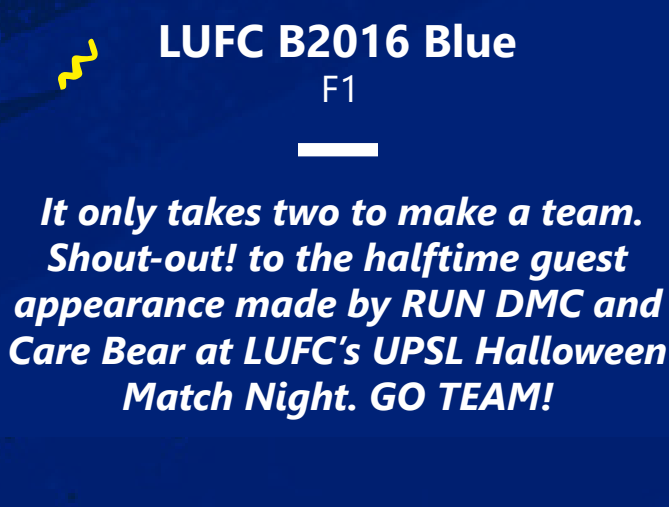 LUFC B2016 Blue
F1
It only takes two to make a team.
Shout-out! to the halftime guest
appearance made by RUN DMC and
Care Bear at LUFC’s UPSL Halloween
Match Night. GO TEAM!